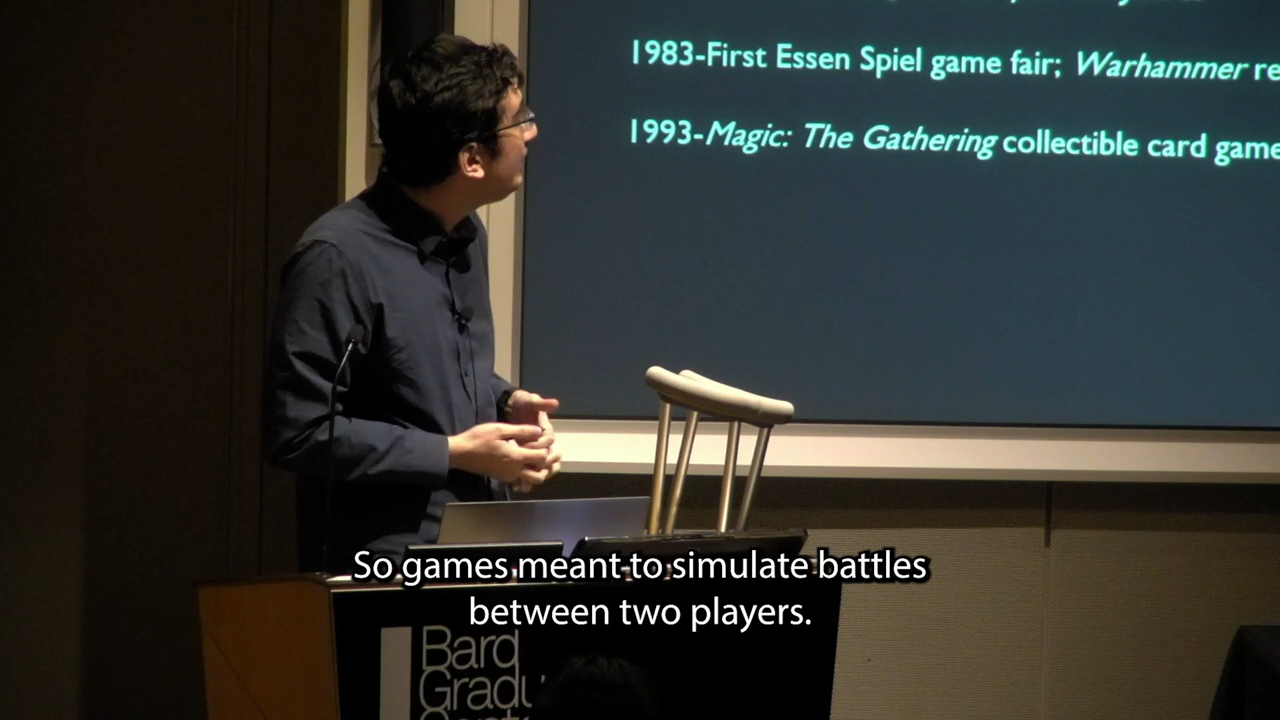 1983-First Essen Spiel game fair; Warhammer re
1993-Magic: The Gathering collectible card game
So games meant to simulate battles
between two players.
Bard
Gradu